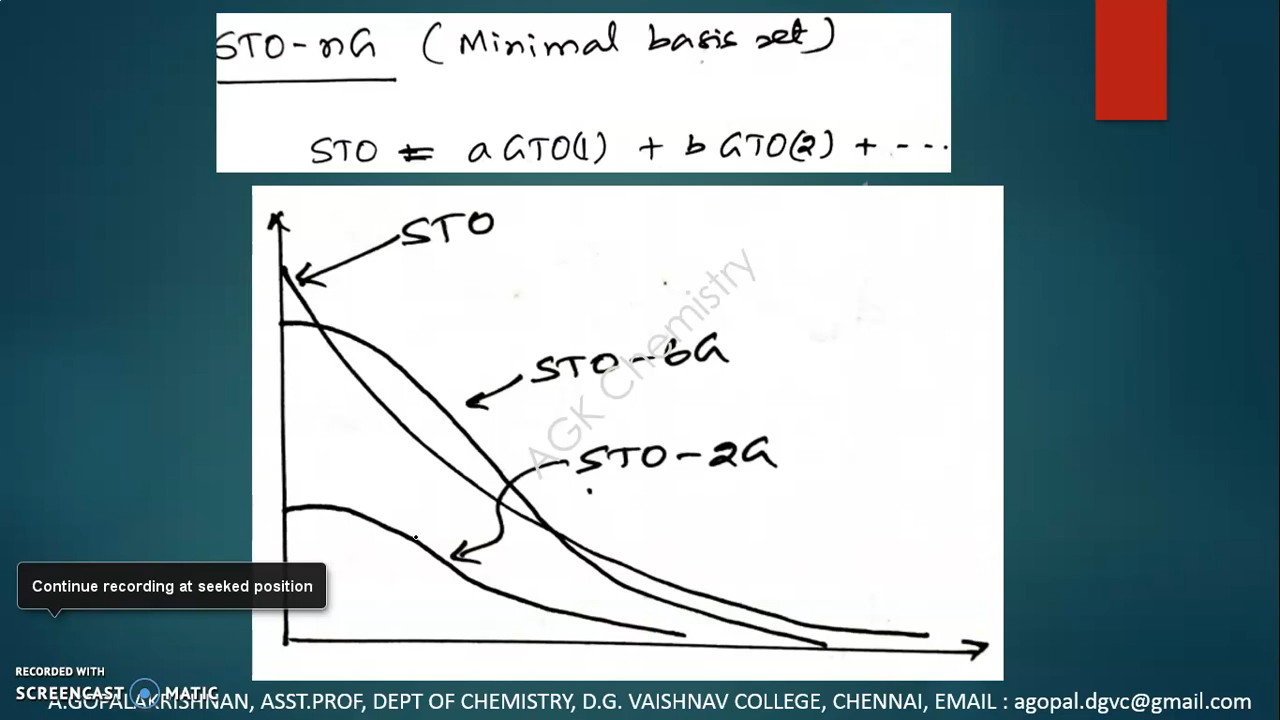 STO-nG (Minimal basis set)
STO = a GTO(1) + b GTO(2) + ---
STO
STO-6G
STO-2G
AGK Chemistry
Continue recording at seeked position
RECORDED WITH
SCREENCAST MATIC
A.GOPALAKRISHNAN, ASST.PROF, DEPT OF CHEMISTRY, D.G. VAISHNAV COLLEGE, CHENNAI, EMAIL : agopal.dgvc@gmail.com